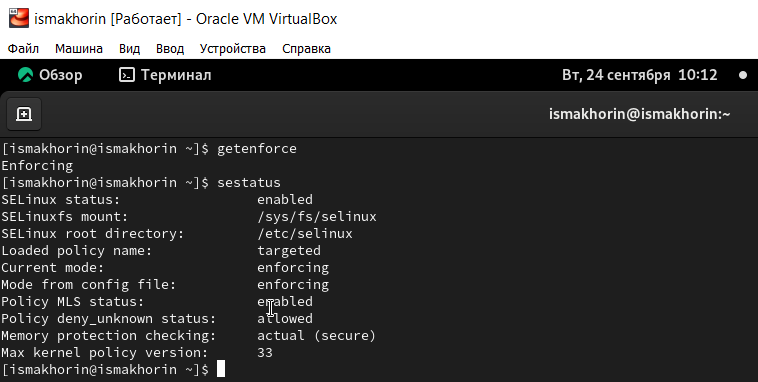 ismakhorin [Работает] - Oracle VM VirtualBox
Файл Машина Вид Ввод Устройства Справка
Обзор Терминал Вт, 24 сентября 10:12
ismakhorin@ismakhorin:~
[ismakhorin@ismakhorin ~]$ getenforce
Enforcing
[ismakhorin@ismakhorin ~]$ sestatus
SELinux status: enabled
SELinuxfs mount: /sys/fs/selinux
SELinux root directory: /etc/selinux
Loaded policy name: targeted
Current mode: enforcing
Mode from config file: enforcing
Policy MLS status: enabled
Policy deny_unknown status: allowed
Memory protection checking: actual (secure)
Max kernel policy version: 33
[ismakhorin@ismakhorin ~]$